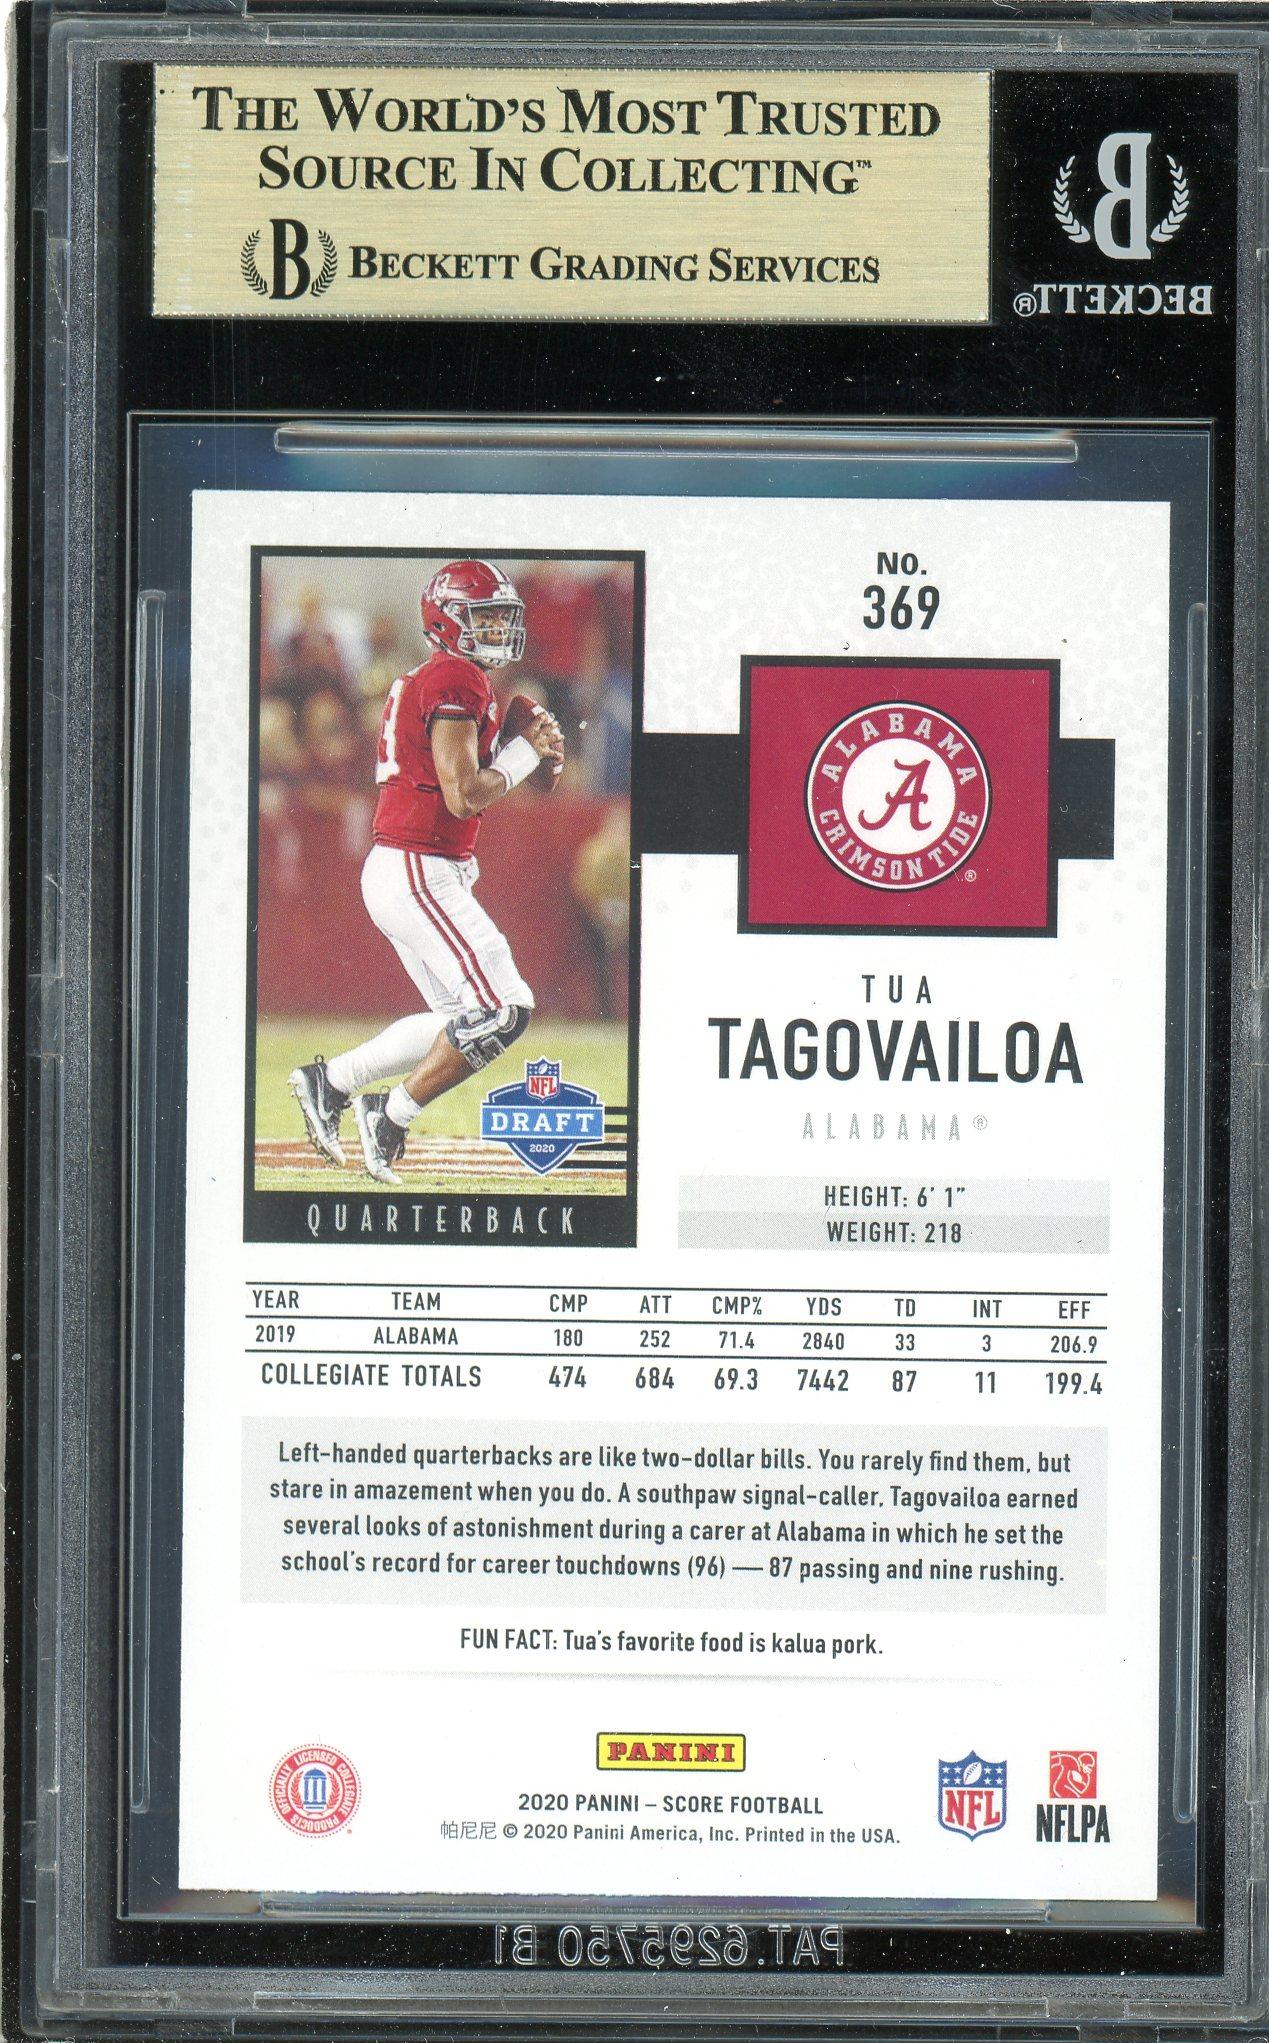 THE WORLD'S MOST TRUSTED
SOURCE IN COLLECTING™
B BECKETT GRADING SERVICES
B
BECKETT®
NO.
369
ALABAMA
A
CRIMSON TIDE
®
TUA
TAGOVAILOA
ALABAMA®
NFL
DRAFT
2020
QUARTERBACK
HEIGHT: 6' 1"
WEIGHT: 218
YEAR TEAM CMP ATT CMP% YDS TD INT EFF
2019 ALABAMA 180 252 71.4 2840 33 3 206.9
COLLEGIATE TOTALS 474 684 69.3 7442 87 11 199.4
Left-handed quarterbacks are like two-dollar bills. You rarely find them, but
stare in amazement when you do. A southpaw signal-caller, Tagovailoa earned
several looks of astonishment during a carer at Alabama in which he set the
school's record for career touchdowns (96) — 87 passing and nine rushing.
FUN FACT: Tua's favorite food is kalua pork.
OFFICIALLY LICENSED COLLEGIATE PRODUCTS
PANINI
2020 PANINI – SCORE FOOTBALL
帕尼尼 © 2020 Panini America, Inc. Printed in the USA.
NFL
NFLPA
PAT.6295750 B1